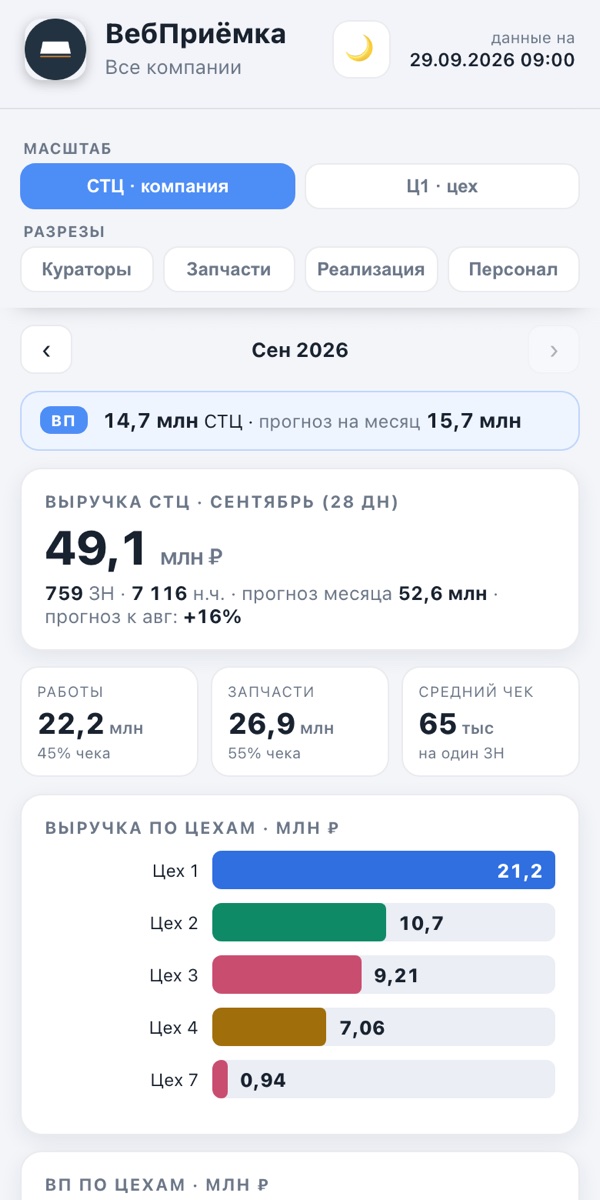 ВебПриёмка
Все компании
данные на
29.09.2026 09:00
МАСШТАБ
СТЦ · компания
Ц1 · цех
РАЗРЕЗЫ
Кураторы
Запчасти
Реализация
Персонал
‹
Сен 2026
›
ВП 14,7 млн СТЦ · прогноз на месяц 15,7 млн
ВЫРУЧКА СТЦ · СЕНТЯБРЬ (28 ДН)
49,1 млн ₽
759 ЗН · 7 116 н.ч. · прогноз месяца 52,6 млн ·
прогноз к авг: +16%
РАБОТЫ
22,2 млн
45% чека
ЗАПЧАСТИ
26,9 млн
55% чека
СРЕДНИЙ ЧЕК
65 тыс
на один ЗН
ВЫРУЧКА ПО ЦЕХАМ · МЛН ₽
Цех 1 21,2
Цех 2 10,7
Цех 3 9,21
Цех 4 7,06
Цех 7 0,94
ВП ПО ЦЕХАМ · МЛН ₽